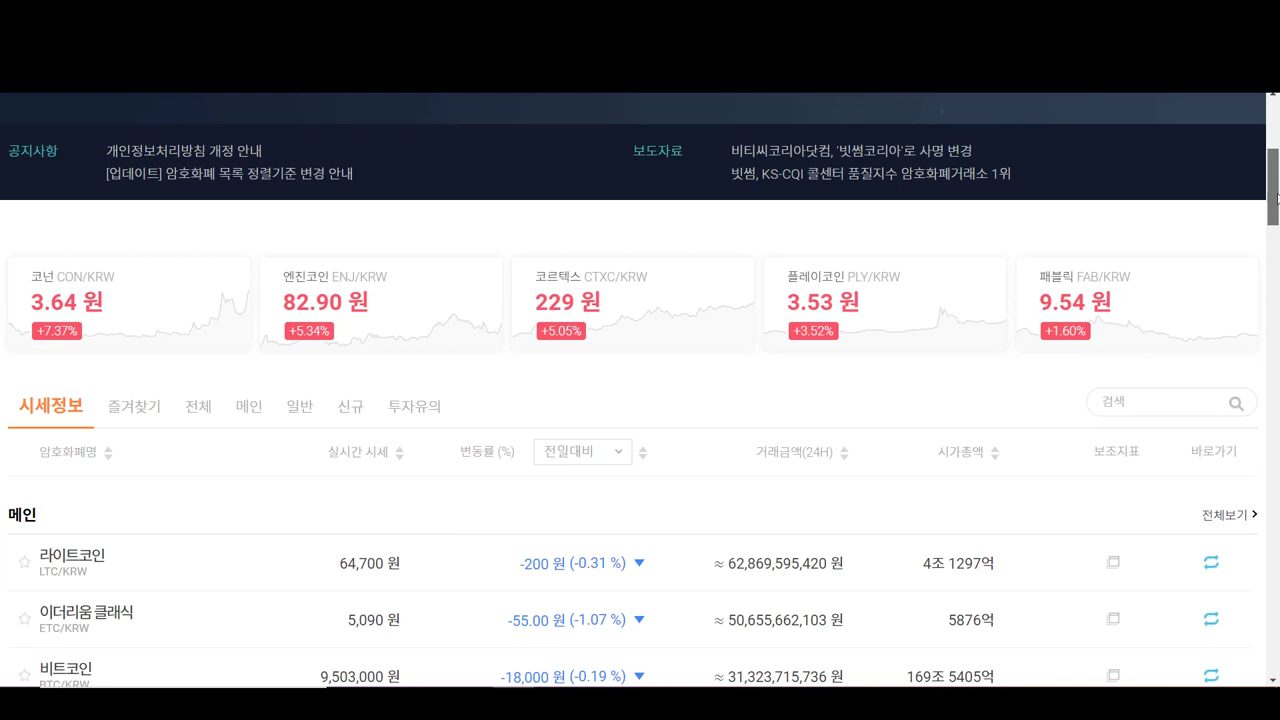 공지사항 개인정보처리방침 개정 안내
[업데이트] 암호화폐 목록 정렬기준 변경 안내
보도자료 비티씨코리아닷컴, '빗썸코리아'로 사명 변경
빗썸, KS-CQI 콜센터 품질지수 암호화폐거래소 1위
코넌 CON/KRW
3.64 원
+7.37%
엔진코인 ENJ/KRW
82.90 원
+5.34%
코르텍스 CTXC/KRW
229 원
+5.05%
플레이코인 PLY/KRW
3.53 원
+3.52%
패블릭 FAB/KRW
9.54 원
+1.60%
시세정보 즐겨찾기 전체 메인 일반 신규 투자유의 검색
암호화폐명 실시간 시세 변동률 (%) 전일대비 거래금액(24H) 시가총액 보조지표 바로가기
메인 전체보기
라이트코인 64,700 원 -200 원 (-0.31 %) ▼ ≈ 62,869,595,420 원 4조 1297억
LTC/KRW
이더리움 클래식 5,090 원 -55.00 원 (-1.07 %) ▼ ≈ 50,655,662,103 원 5876억
ETC/KRW
비트코인 9,503,000 원 -18,000 원 (-0.19 %) ▼ ≈ 31,323,715,736 원 169조 5405억
BTC/KRW